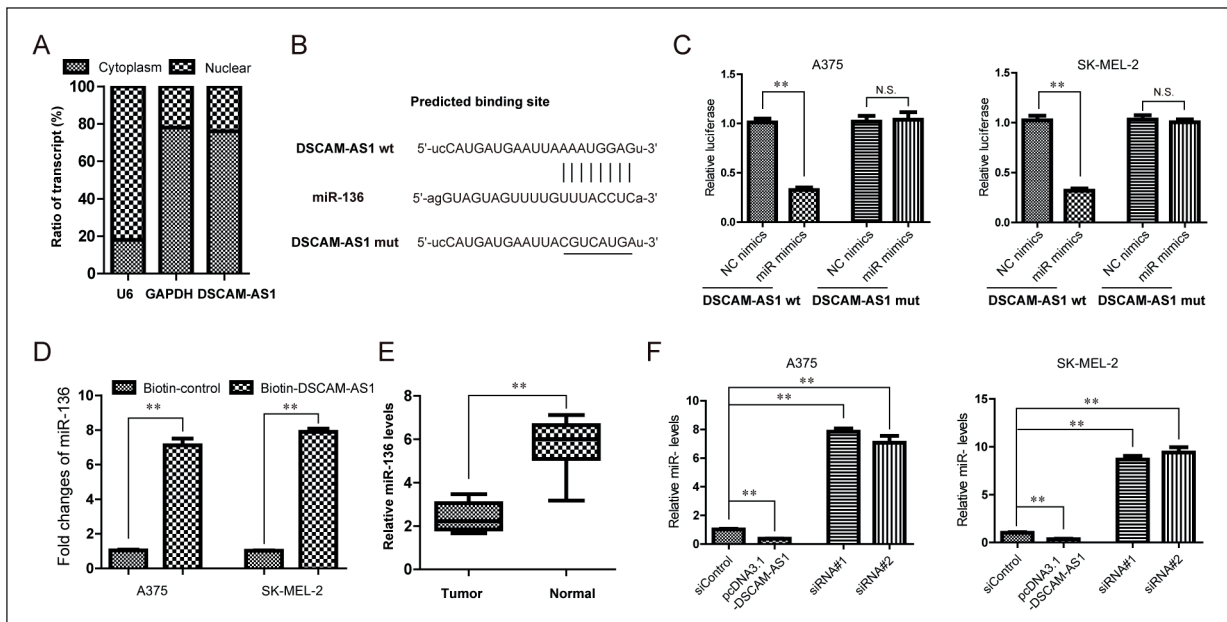 A
Cytoplasm Nuclear
Ratio of transcript (%)
100
80
60
40
20
0
U6 GAPDH DSCAM-AS1
B
Predicted binding site
DSCAM-AS1 wt 5'-ucCAUGAUGAAUUAAAAUGGAGu-3'
miR-136 5'-agGUAGUAGUUUUGUUUACCUCa-3'
DSCAM-AS1 mut 5'-ucCAUGAUGAAUUACGUCAUGAu-3'
C
A375
Relative luciferase
1.5
1.0
0.5
0.0
**
N.S.
NC nimics
miR mimics
NC nimics
miR mimics
DSCAM-AS1 wt DSCAM-AS1 mut
SK-MEL-2
Relative luciferase
1.5
1.0
0.5
0.0
**
N.S.
NC nimics
miR mimics
NC nimics
miR mimics
DSCAM-AS1 wt DSCAM-AS1 mut
D
Biotin-control Biotin-DSCAM-AS1
Fold changes of miR-136
10
8
6
4
2
0
**
**
A375 SK-MEL-2
E
Relative miR-136 levels
8
6
4
2
0
**
Tumor Normal
F
A375
Relative miR- levels
10
8
6
4
2
0
**
**
**
siControl
pcDNA3.1
-DSCAM-AS1
siRNA#1
siRNA#2
SK-MEL-2
Relative miR- levels
15
10
5
0
**
**
**
siControl
pcDNA3.1
-DSCAM-AS1
siRNA#1
siRNA#2